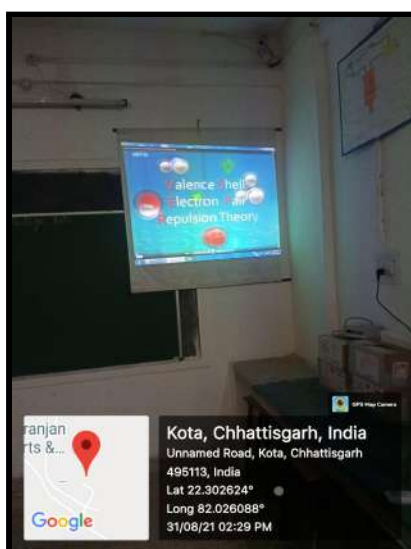 Valence Shell
Electron Pair
Repulsion Theory
GPS Map Camera
ranjan
rts &...
Google
Kota, Chhattisgarh, India
Unnamed Road, Kota, Chhattisgarh
495113, India
Lat 22.302624°
Long 82.026088°
31/08/21 02:29 PM